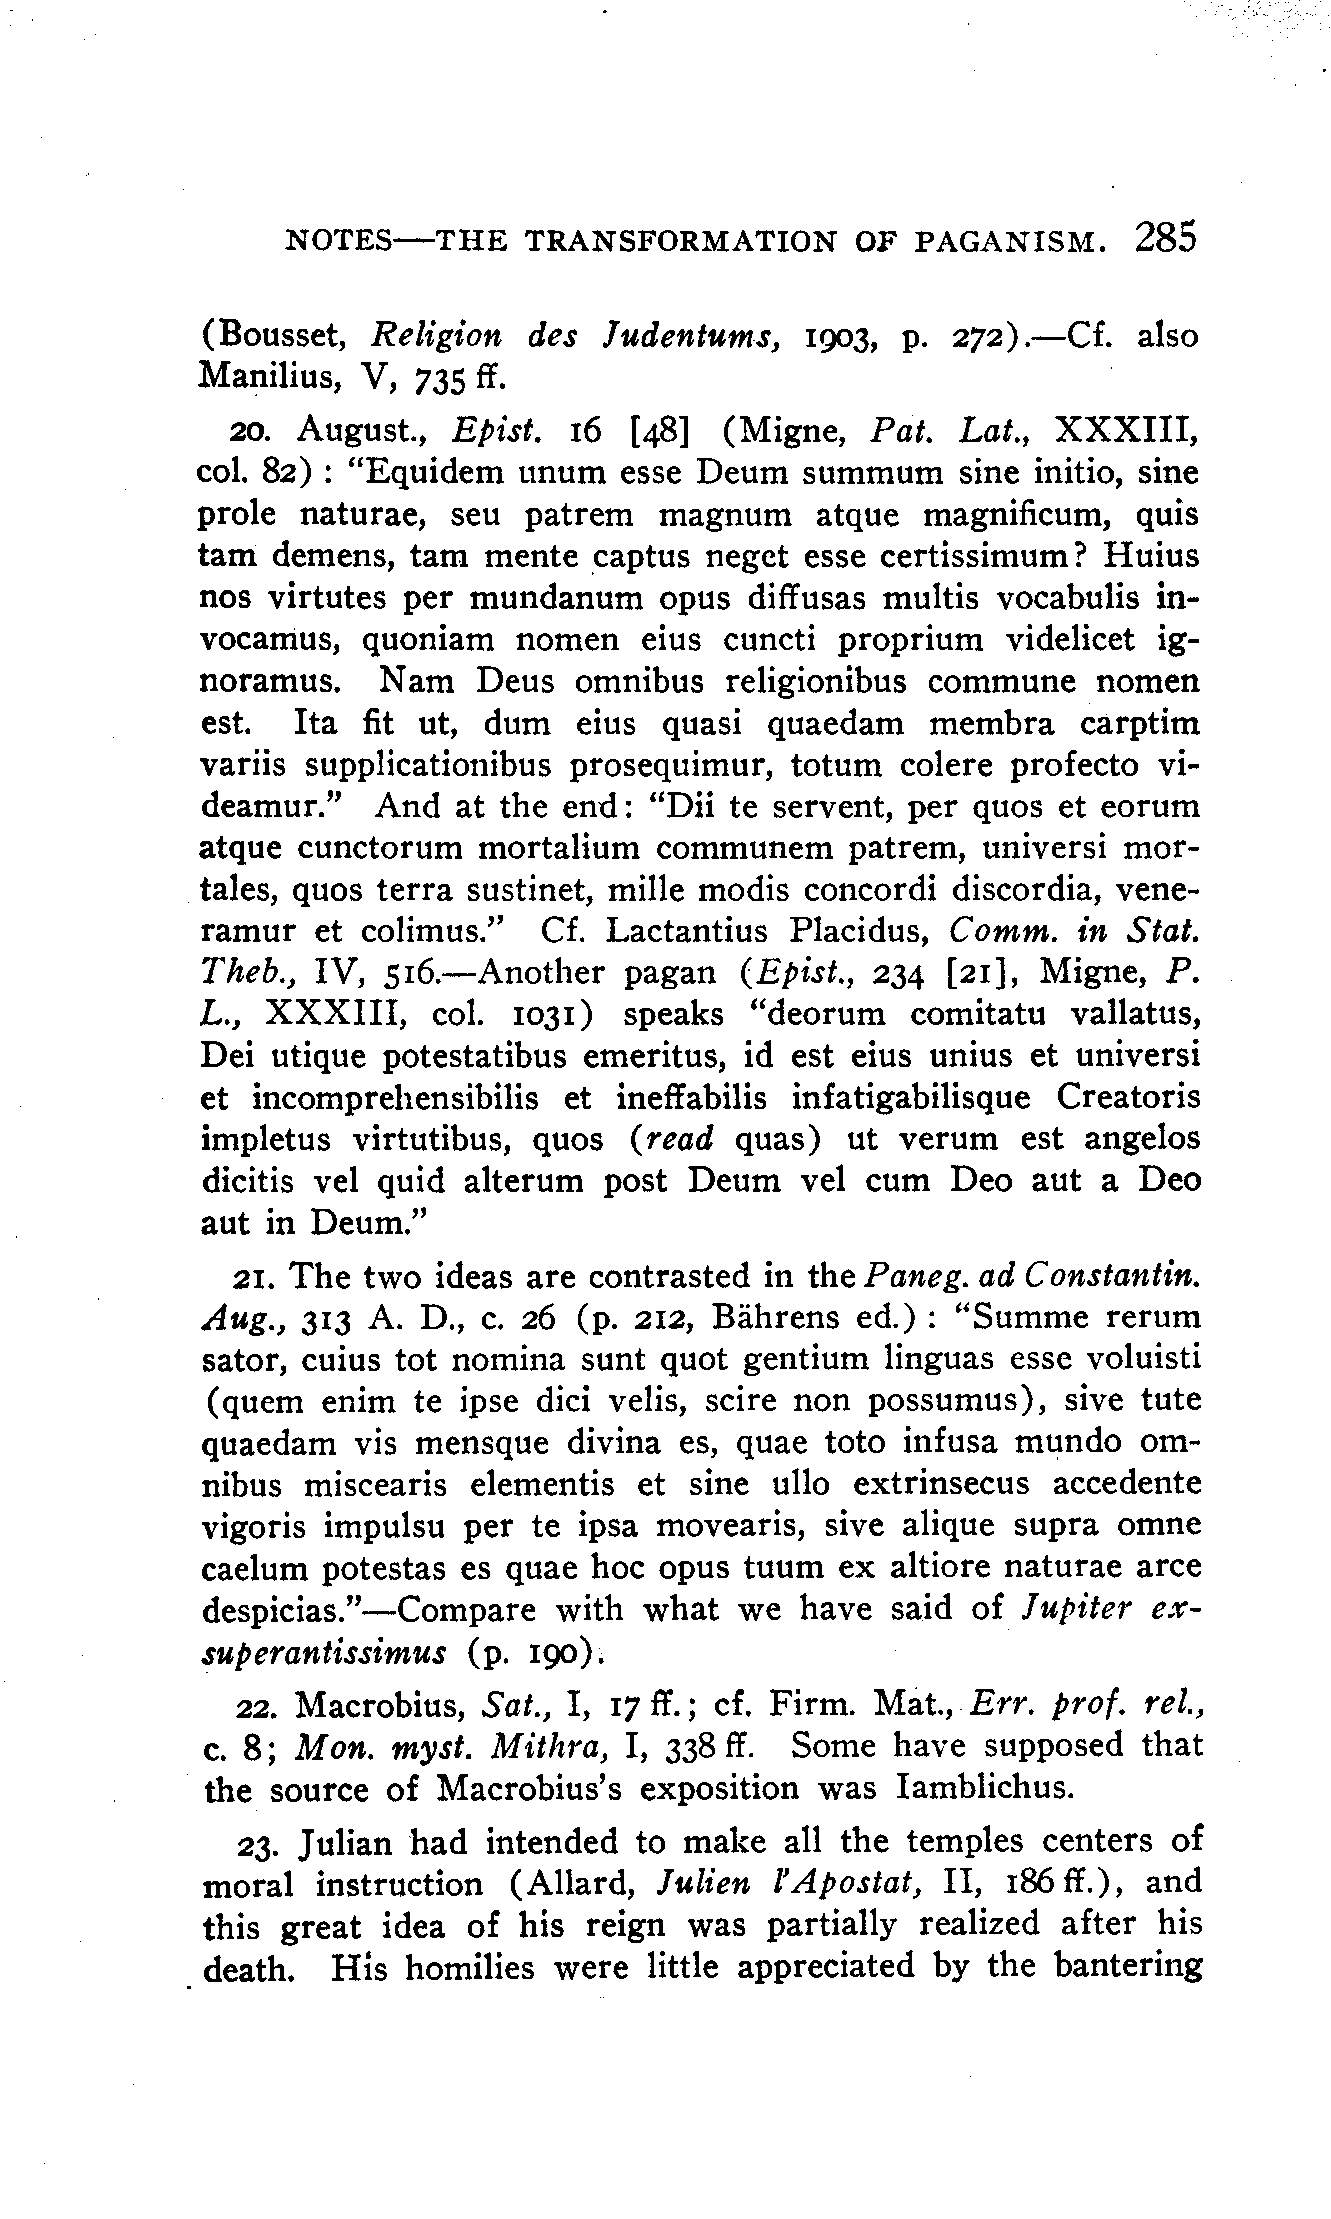 NOTES—THE TRANSFORMATION OF PAGANISM. 285
(Bousset, Religion des Judentums, 1903, p. 272).—Cf. also
Manilius, V, 735 ff.
20. August., Epist. 16 [48] (Migne, Pat. Lat., XXXIII,
col. 82) : “Equidem unum esse Deum summum sine initio, sine
prole naturae, seu patrem magnum atque magnificum, quis
tam demens, tam mente captus neget esse certissimum? Huius
nos virtutes per mundanum opus diffusas multis vocabulis in-
vocamus, quoniam nomen eius cuncti proprium videlicet ig-
noramus. Nam Deus omnibus religionibus commune nomen
est. Ita fit ut, dum eius quasi quaedam membra carptim
variis supplicationibus prosequimur, totum colere profecto vi-
deamur.” And at the end: “Dii te servent, per quos et eorum
atque cunctorum mortalium communem patrem, universi mor-
tales, quos terra sustinet, mille modis concordi discordia, vene-
ramur et colimus.” Cf. Lactantius Placidus, Comm. in Stat.
Theb., IV, 516.—Another pagan (Epist., 234 [21], Migne, P.
L., XXXIII, col. 1031) speaks “deorum comitatu vallatus,
Dei utique potestatibus emeritus, id est eius unius et universi
et incomprehensibilis et ineffabilis infatigabilisque Creatoris
impletus virtutibus, quos (read quas) ut verum est angelos
dicitis vel quid alterum post Deum vel cum Deo aut a Deo
aut in Deum.”
21. The two ideas are contrasted in the Paneg. ad Constantin.
Aug., 313 A. D., c. 26 (p. 212, Bährens ed.) : “Summe rerum
sator, cuius tot nomina sunt quot gentium linguas esse voluisti
(quem enim te ipse dici velis, scire non possumus), sive tute
quaedam vis mensque divina es, quae toto infusa mundo om-
nibus miscearis elementis et sine ullo extrinsecus accedente
vigoris impulsu per te ipsa movearis, sive alique supra omne
caelum potestas es quae hoc opus tuum ex altiore naturae arce
despicias.”—Compare with what we have said of Jupiter ex-
superantissimus (p. 190).
22. Macrobius, Sat., I, 17 ff.; cf. Firm. Mat., Err. prof. rel.,
c. 8; Mon. myst. Mithra, I, 338 ff. Some have supposed that
the source of Macrobius’s exposition was Iamblichus.
23. Julian had intended to make all the temples centers of
moral instruction (Allard, Julien l’Apostat, II, 186 ff.), and
this great idea of his reign was partially realized after his
death. His homilies were little appreciated by the bantering